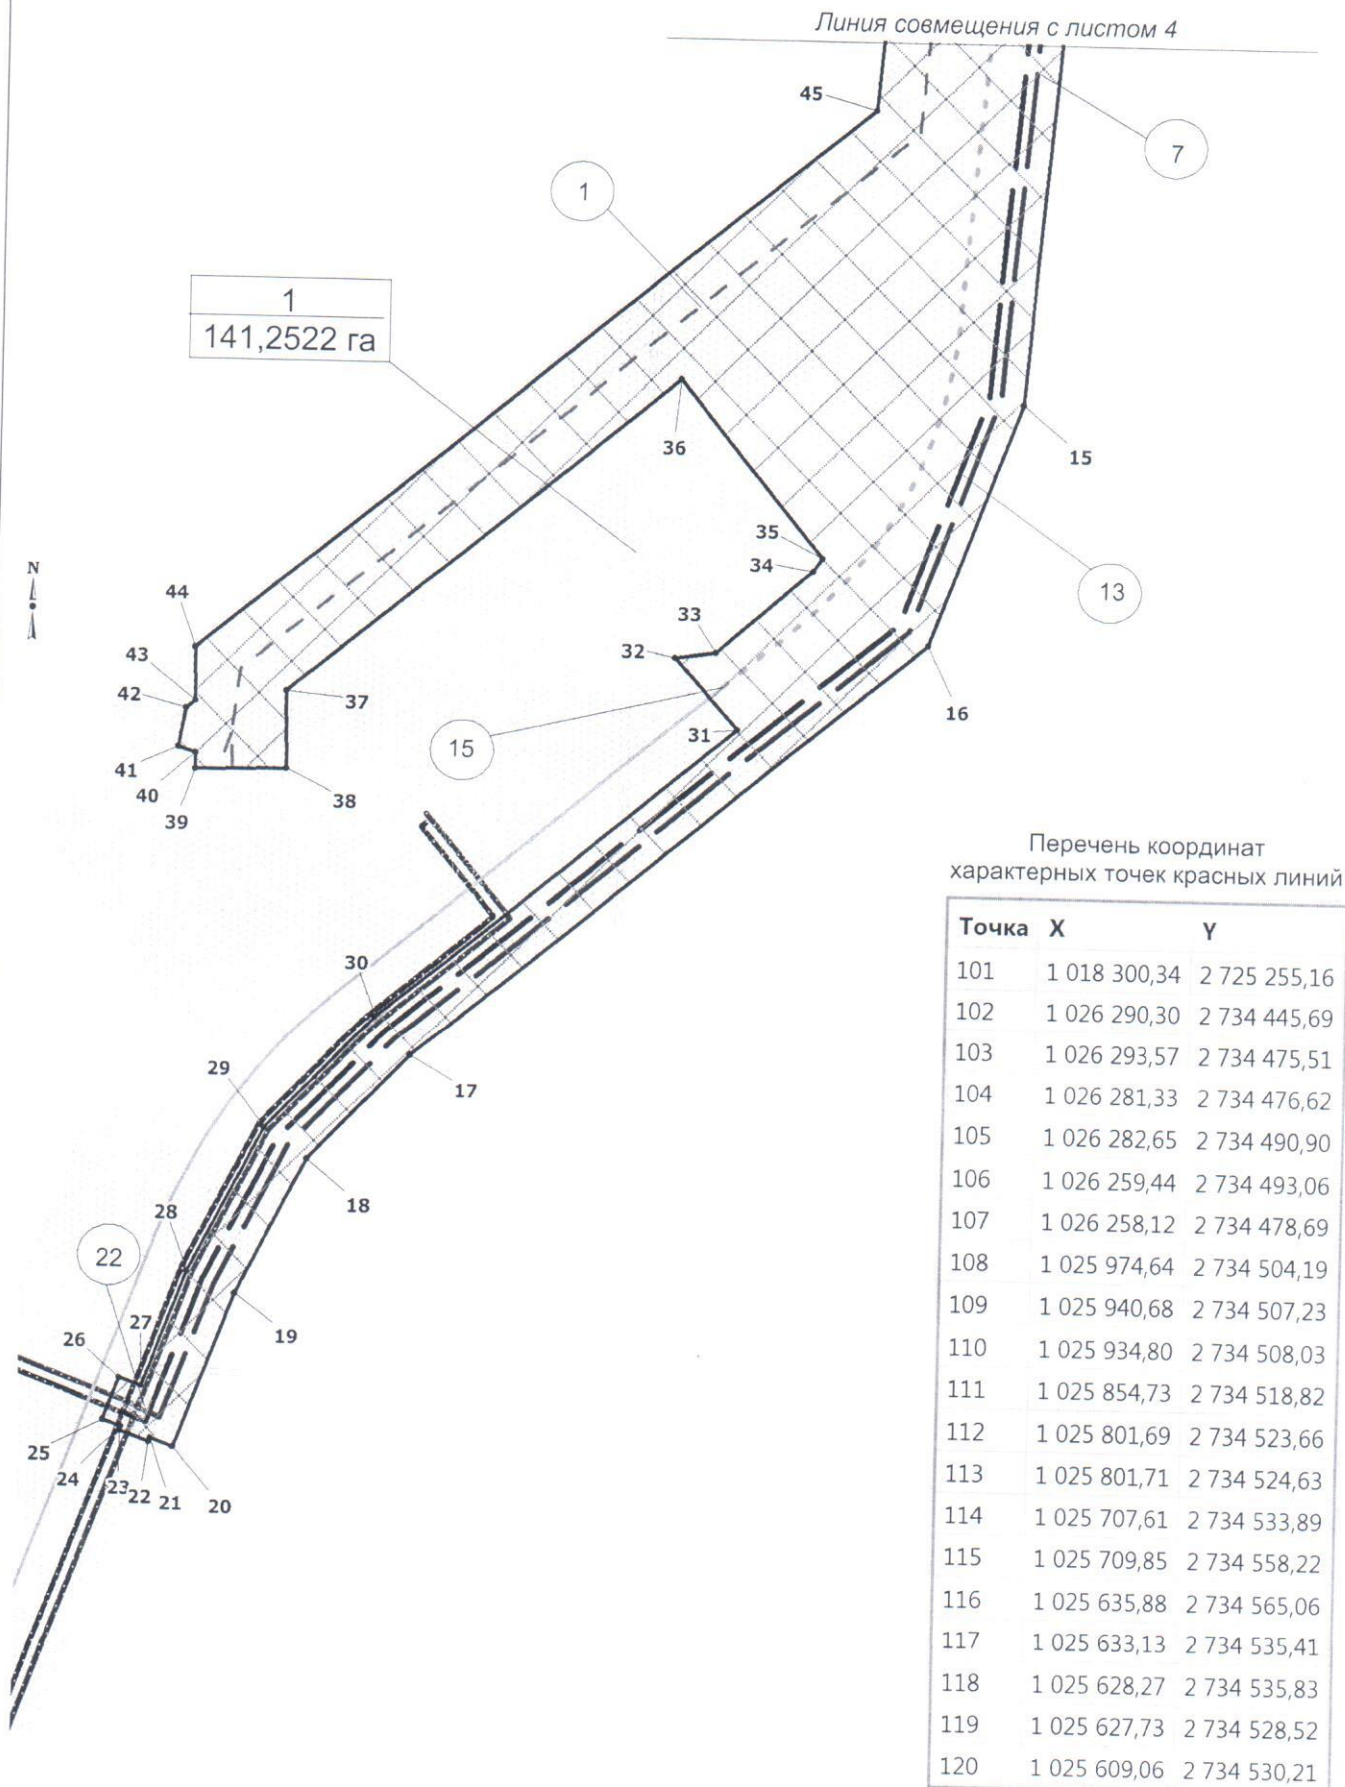 Линия совмещения с листом 4
45
7
1
1
141,2522 га
36
15
35
34
13
N
44
33
43
32
42
37
16
31
15
41
40
38
39
Перечень координат
характерных точек красных линий
Точка X Y
101 1 018 300,34 2 725 255,16
102 1 026 290,30 2 734 445,69
103 1 026 293,57 2 734 475,51
104 1 026 281,33 2 734 476,62
105 1 026 282,65 2 734 490,90
106 1 026 259,44 2 734 493,06
107 1 026 258,12 2 734 478,69
108 1 025 974,64 2 734 504,19
109 1 025 940,68 2 734 507,23
110 1 025 934,80 2 734 508,03
111 1 025 854,73 2 734 518,82
112 1 025 801,69 2 734 523,66
113 1 025 801,71 2 734 524,63
114 1 025 707,61 2 734 533,89
115 1 025 709,85 2 734 558,22
116 1 025 635,88 2 734 565,06
117 1 025 633,13 2 734 535,41
118 1 025 628,27 2 734 535,83
119 1 025 627,73 2 734 528,52
120 1 025 609,06 2 734 530,21
30
29
17
18
28
22
19
27
26
25
24
23
22
21
20